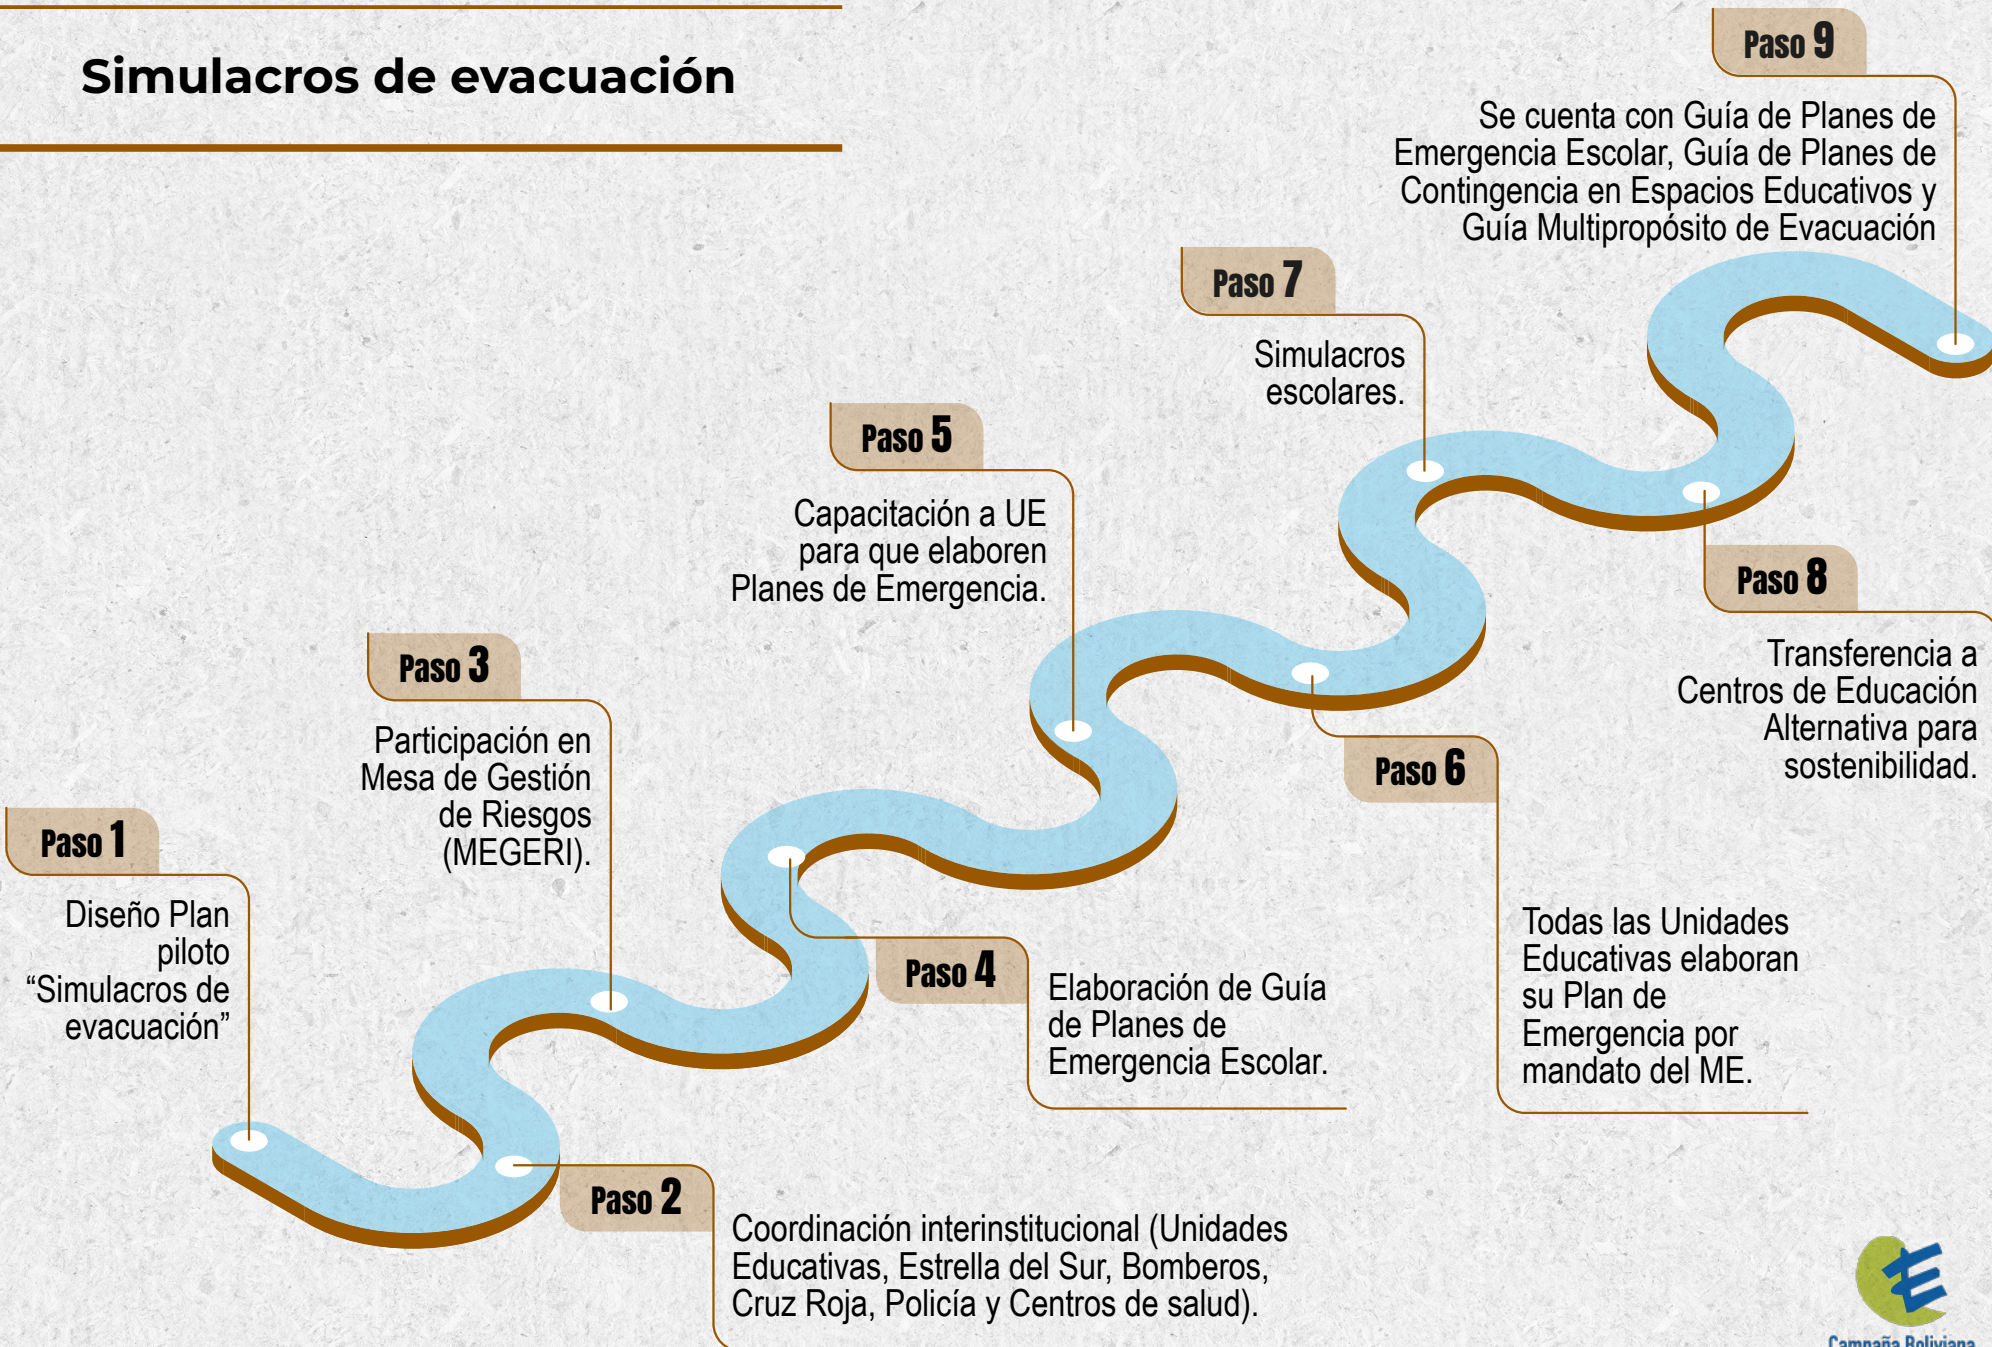 Simulacros de evacuación
Paso 1
Diseño Plan
piloto
“Simulacros de
evacuación”
Paso 2
Coordinación interinstitucional (Unidades
Educativas, Estrella del Sur, Bomberos,
Cruz Roja, Policía y Centros de salud).
Paso 3
Participación en
Mesa de Gestión
de Riesgos
(MEGERI).
Paso 4
Elaboración de Guía
de Planes de
Emergencia Escolar.
Paso 5
Capacitación a UE
para que elaboren
Planes de Emergencia.
Paso 6
Todas las Unidades
Educativas elaboran
su Plan de
Emergencia por
mandato del ME.
Paso 7
Simulacros
escolares.
Paso 8
Transferencia a
Centros de Educación
Alternativa para
sostenibilidad.
Paso 9
Se cuenta con Guía de Planes de
Emergencia Escolar, Guía de Planes de
Contingencia en Espacios Educativos y
Guía Multipropósito de Evacuación
Campaña Boliviana